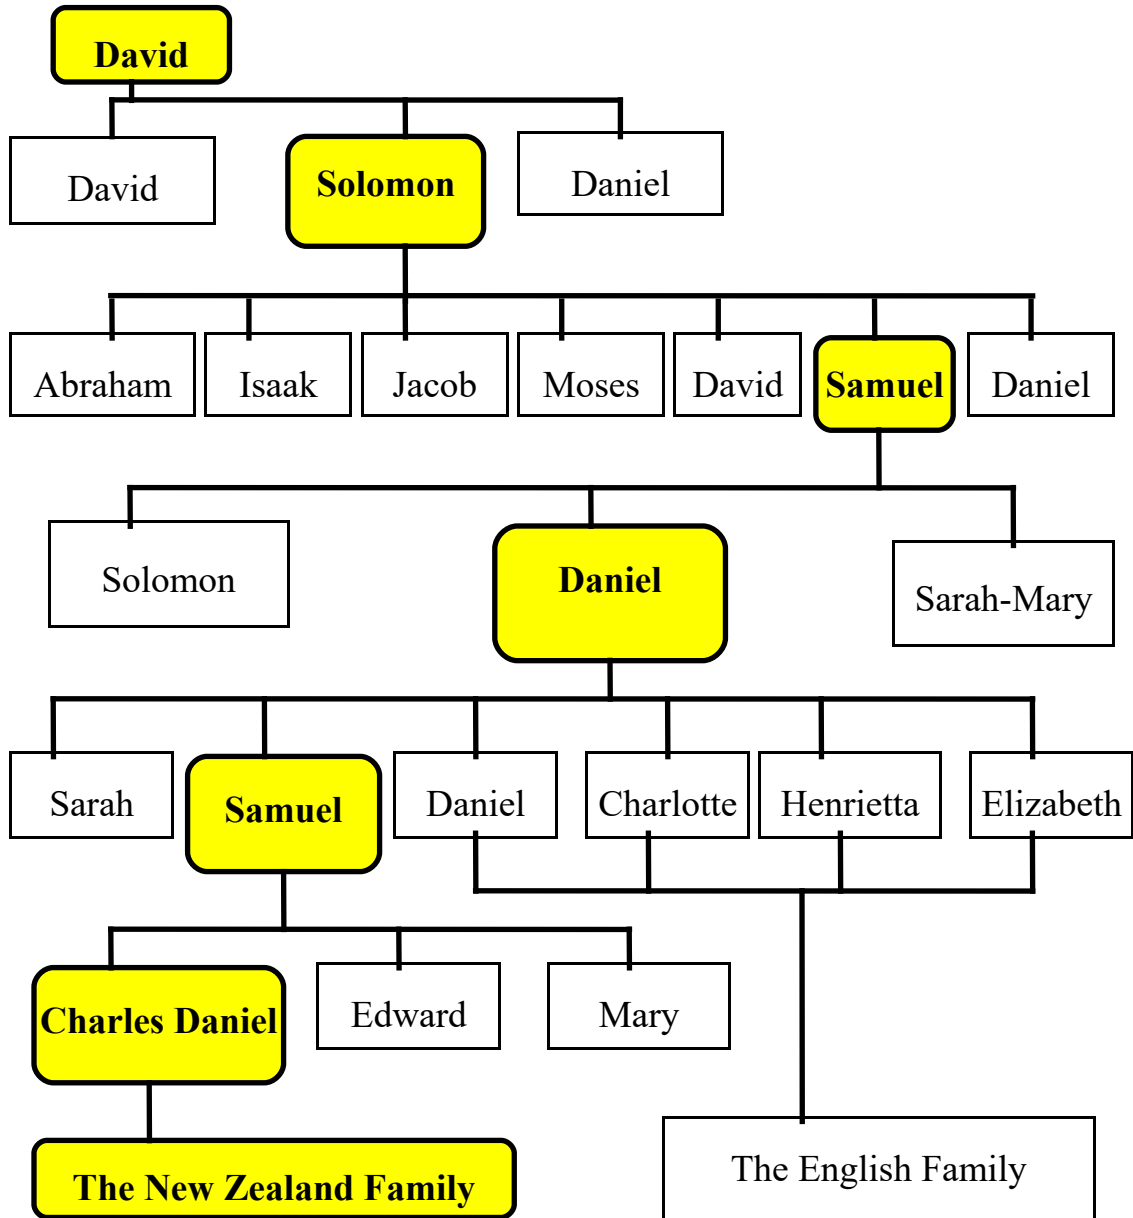 David
David
Solomon
Daniel
Abraham
Isaak
Jacob
Moses
David
Samuel
Daniel
Solomon
Daniel
Sarah-Mary
Sarah
Samuel
Daniel
Charlotte
Henrietta
Elizabeth
Charles Daniel
Edward
Mary
The New Zealand Family
The English Family